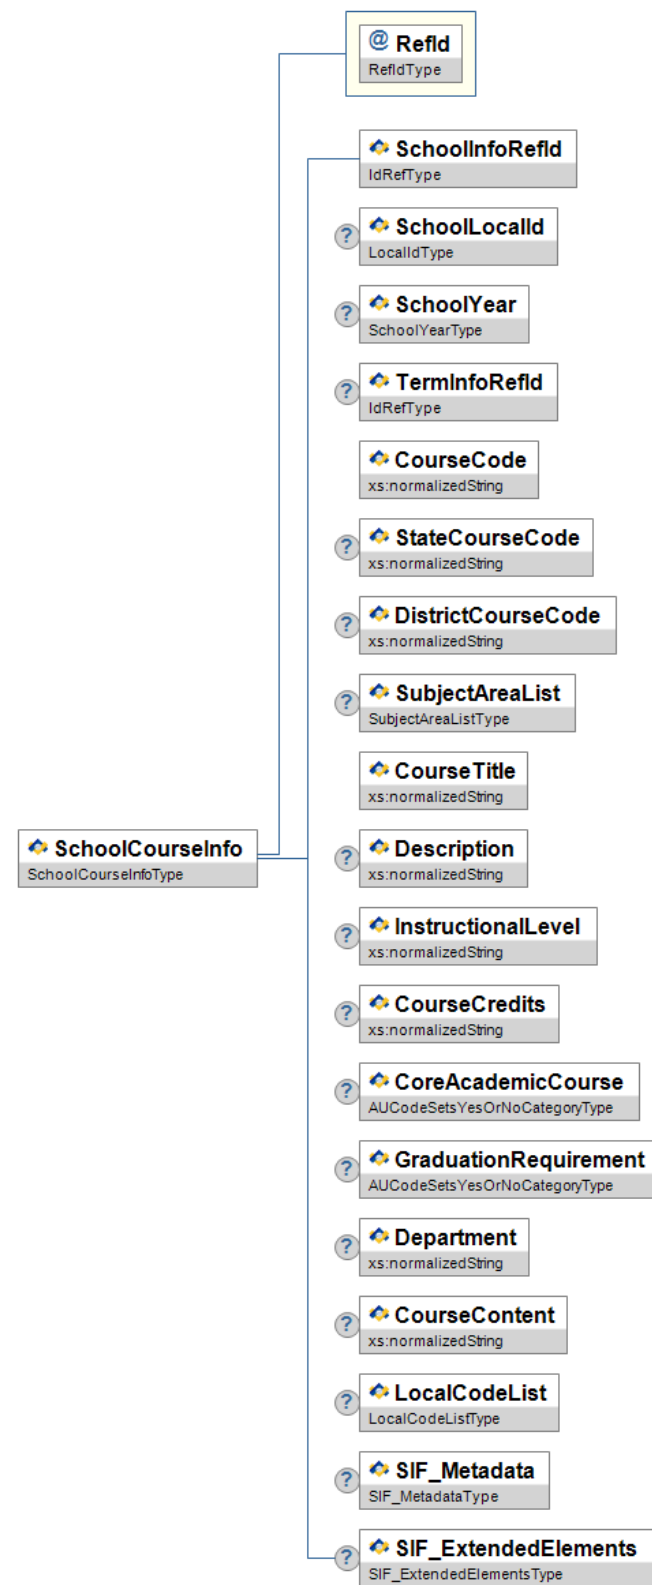 @ RefId
RefIdType
SchoolInfoRefId
IdRefType
? SchoolLocalId
LocalIdType
? SchoolYear
SchoolYearType
? TermInfoRefId
IdRefType
CourseCode
xs:normalizedString
? StateCourseCode
xs:normalizedString
? DistrictCourseCode
xs:normalizedString
? SubjectAreaList
SubjectAreaListType
CourseTitle
xs:normalizedString
SchoolCourseInfo
SchoolCourseInfoType
? Description
xs:normalizedString
? InstructionalLevel
xs:normalizedString
? CourseCredits
xs:normalizedString
? CoreAcademicCourse
AUCodeSetsYesOrNoCategoryType
? GraduationRequirement
AUCodeSetsYesOrNoCategoryType
? Department
xs:normalizedString
? CourseContent
xs:normalizedString
? LocalCodeList
LocalCodeListType
? SIF_Metadata
SIF_MetadataType
? SIF_ExtendedElements
SIF_ExtendedElementsType